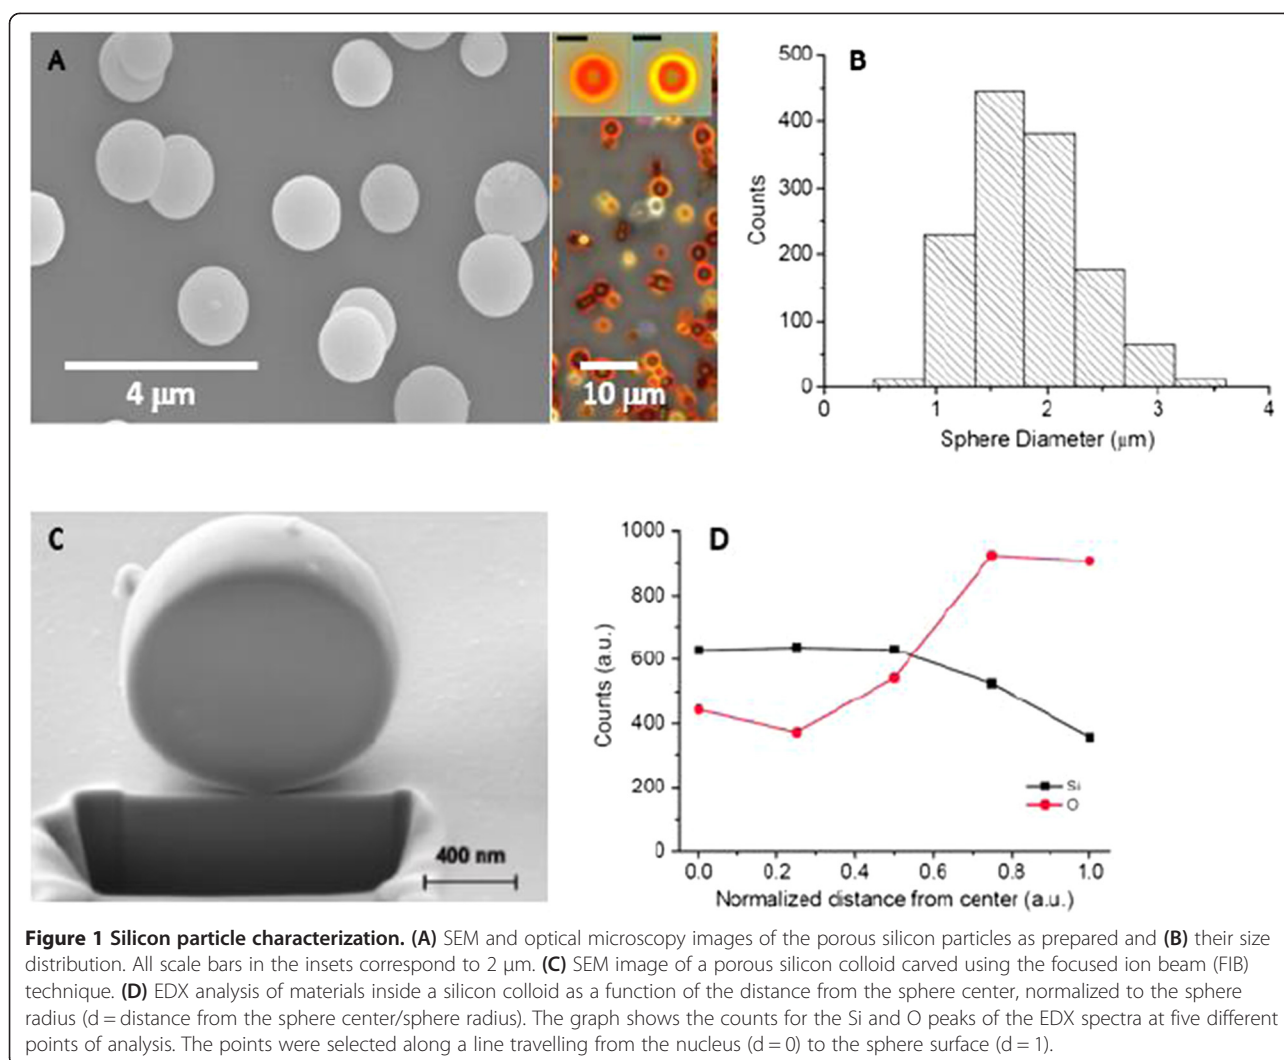 A
4 µm
10 µm
B
500
400
300
200
100
0
Counts
0 1 2 3 4
Sphere Diameter (µm)
C
400 nm
D
1000
800
600
400
200
0
Counts (a.u.)
Si
O
0.0 0.2 0.4 0.6 0.8 1.0
Normalized distance from center (a.u.)
Figure 1 Silicon particle characterization. (A) SEM and optical microscopy images of the porous silicon particles as prepared and (B) their size
distribution. All scale bars in the insets correspond to 2 µm. (C) SEM image of a porous silicon colloid carved using the focused ion beam (FIB)
technique. (D) EDX analysis of materials inside a silicon colloid as a function of the distance from the sphere center, normalized to the sphere
radius (d = distance from the sphere center/sphere radius). The graph shows the counts for the Si and O peaks of the EDX spectra at five different
points of analysis. The points were selected along a line travelling from the nucleus (d = 0) to the sphere surface (d = 1).